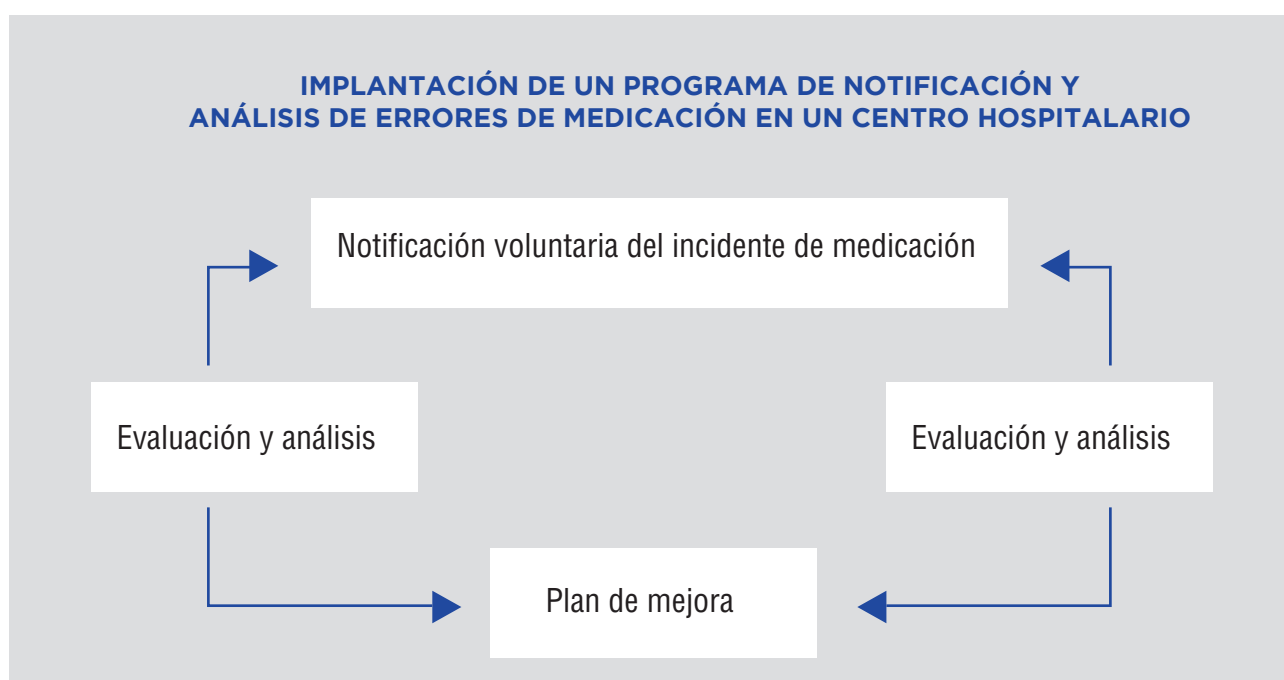 IMPLANTACIÓN DE UN PROGRAMA DE NOTIFICACIÓN Y
ANÁLISIS DE ERRORES DE MEDICACIÓN EN UN CENTRO HOSPITALARIO
Notificación voluntaria del incidente de medicación
Evaluación y análisis
Evaluación y análisis
Plan de mejora